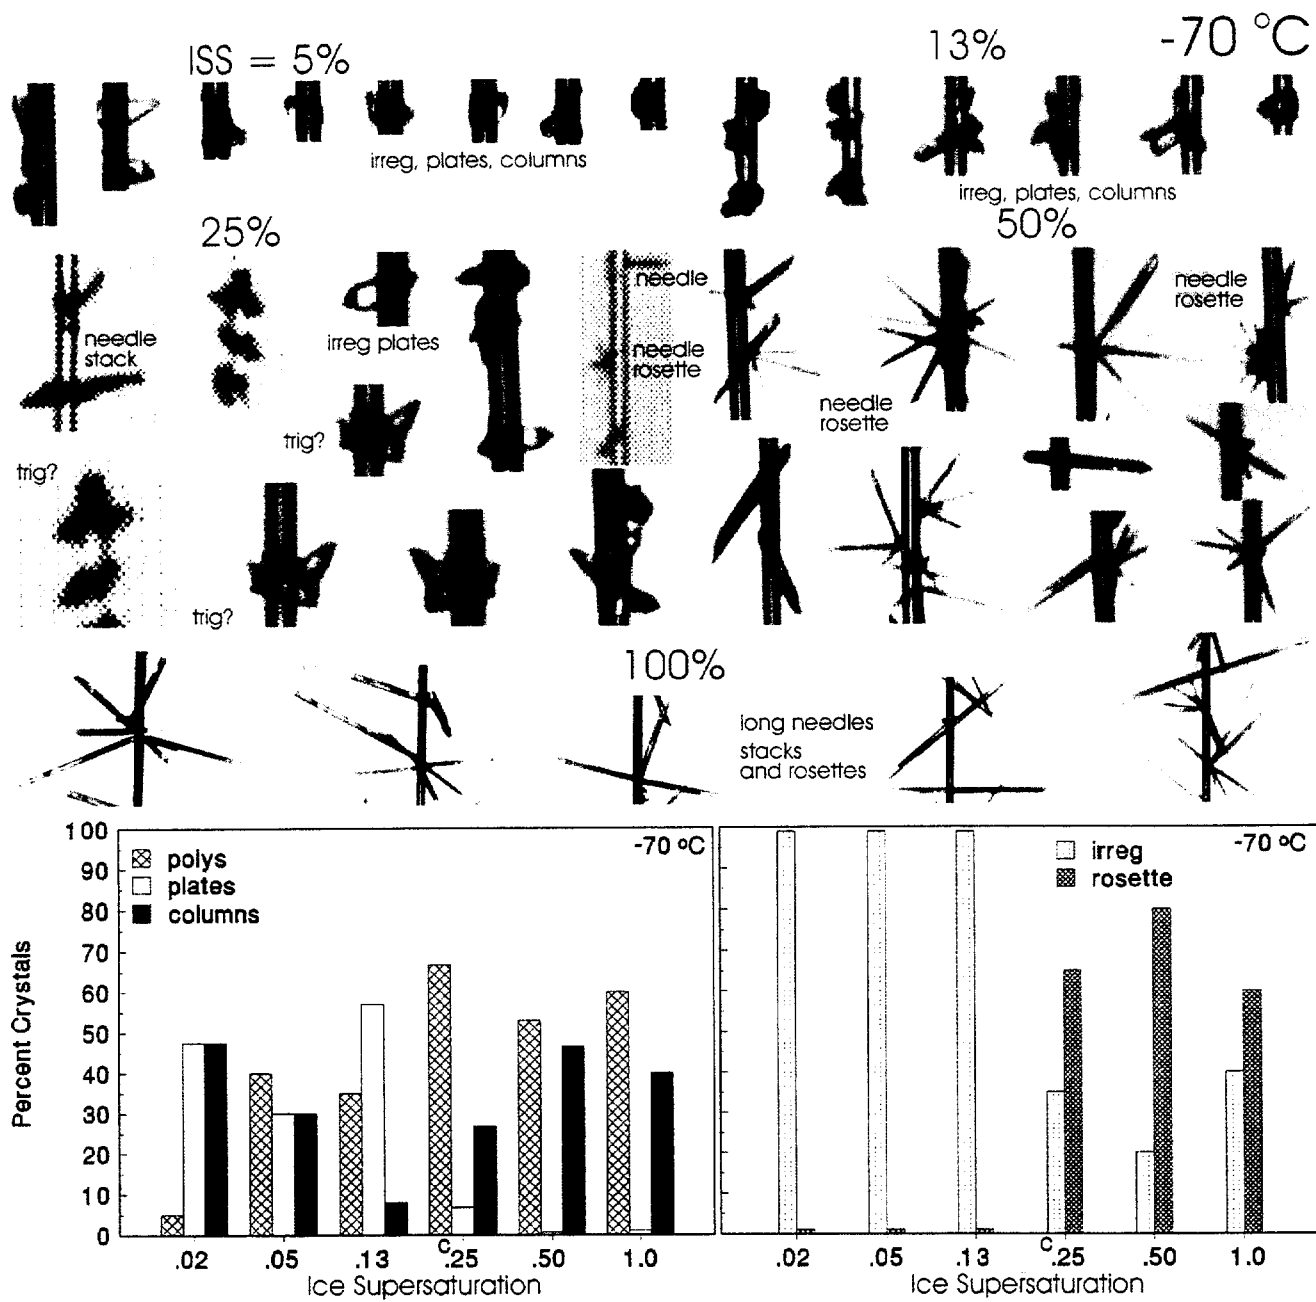 ISS = 5%
13%
-70 °C
irreg, plates, columns
irreg, plates, columns
25%
50%
needle
stack
irreg plates
needle
needle
rosette
needle
rosette
needle
rosette
trig?
trig?
trig?
100%
long needles
stacks
and rosettes
100
90
80
70
60
50
40
30
20
10
0
Percent Crystals
-70 ºC
polys
plates
columns
c
.02 .05 .13 .25 .50 1.0
Ice Supersaturation
-70 ºC
irreg
rosette
c
.02 .05 .13 .25 .50 1.0
Ice Supersaturation